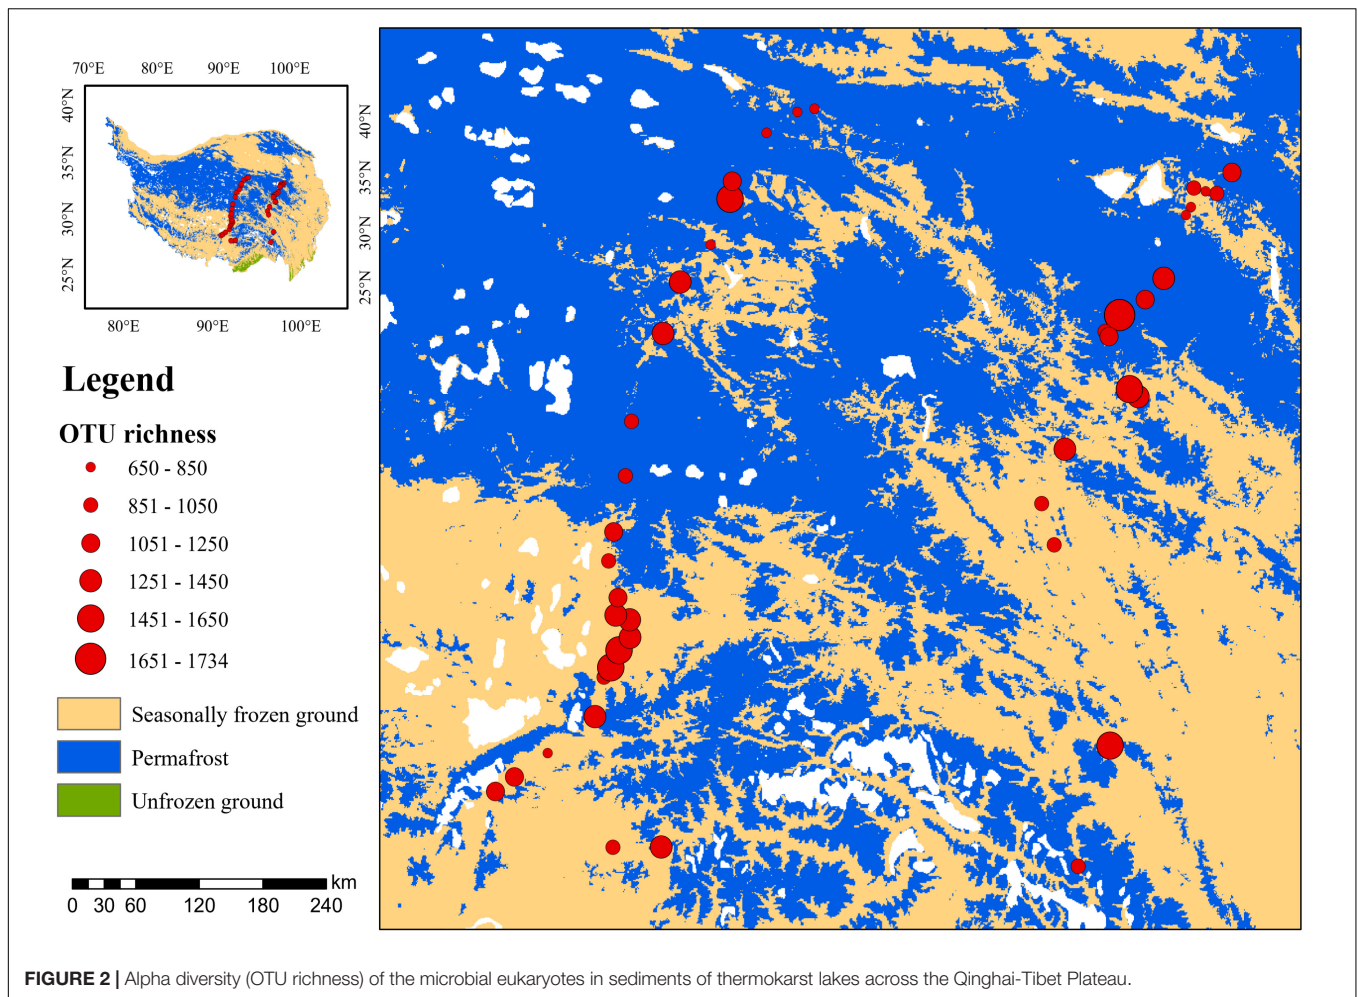 70°E 80°E 90°E 100°E
40°N
35°N
30°N
25°N
40°N
35°N
30°N
25°N
80°E 90°E 100°E
Legend
OTU richness
650 - 850
851 - 1050
1051 - 1250
1251 - 1450
1451 - 1650
1651 - 1734
Seasonally frozen ground
Permafrost
Unfrozen ground
km
0 30 60 120 180 240
FIGURE 2 | Alpha diversity (OTU richness) of the microbial eukaryotes in sediments of thermokarst lakes across the Qinghai-Tibet Plateau.